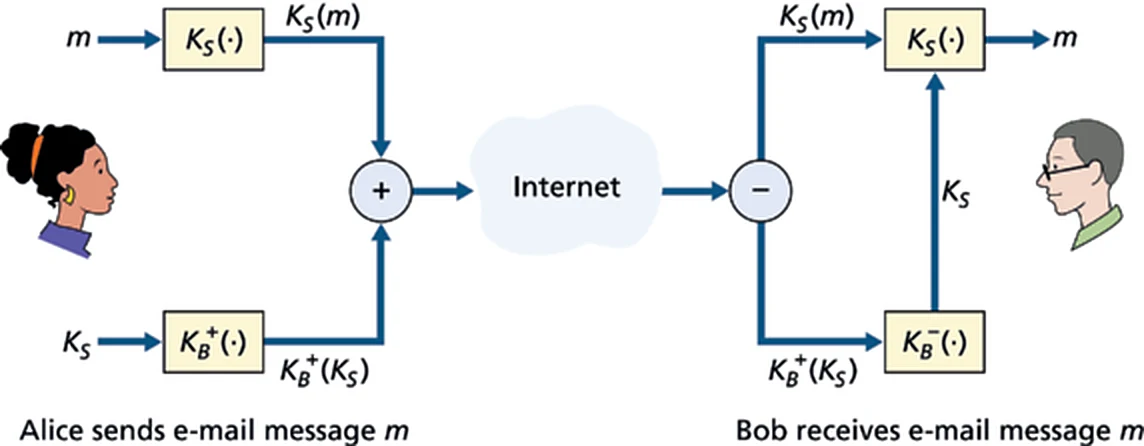 m
K_S(·)
K_S(m)
K_S(m)
K_S(·)
m
+
Internet
−
K_S
K_S
K_B^+(·)
K_B^+(K_S)
K_B^+(K_S)
K_B^−(·)
Alice sends e-mail message m
Bob receives e-mail message m